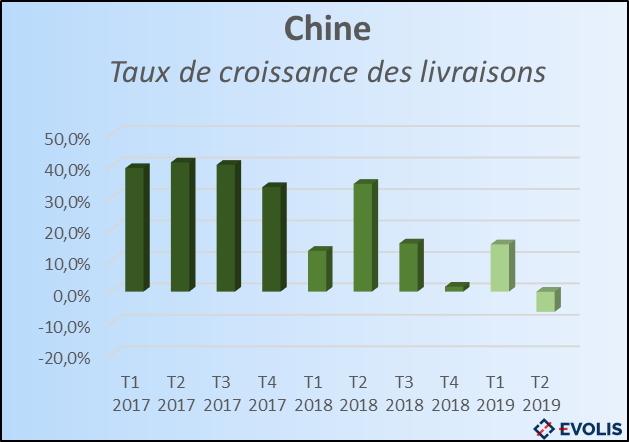 Chine
Taux de croissance des livraisons
50,0%
40,0%
30,0%
20,0%
10,0%
0,0%
-10,0%
-20,0%
T1 T2 T3 T4 T1 T2 T3 T4 T1 T2
2017 2017 2017 2017 2018 2018 2018 2018 2019 2019
EVOLIS